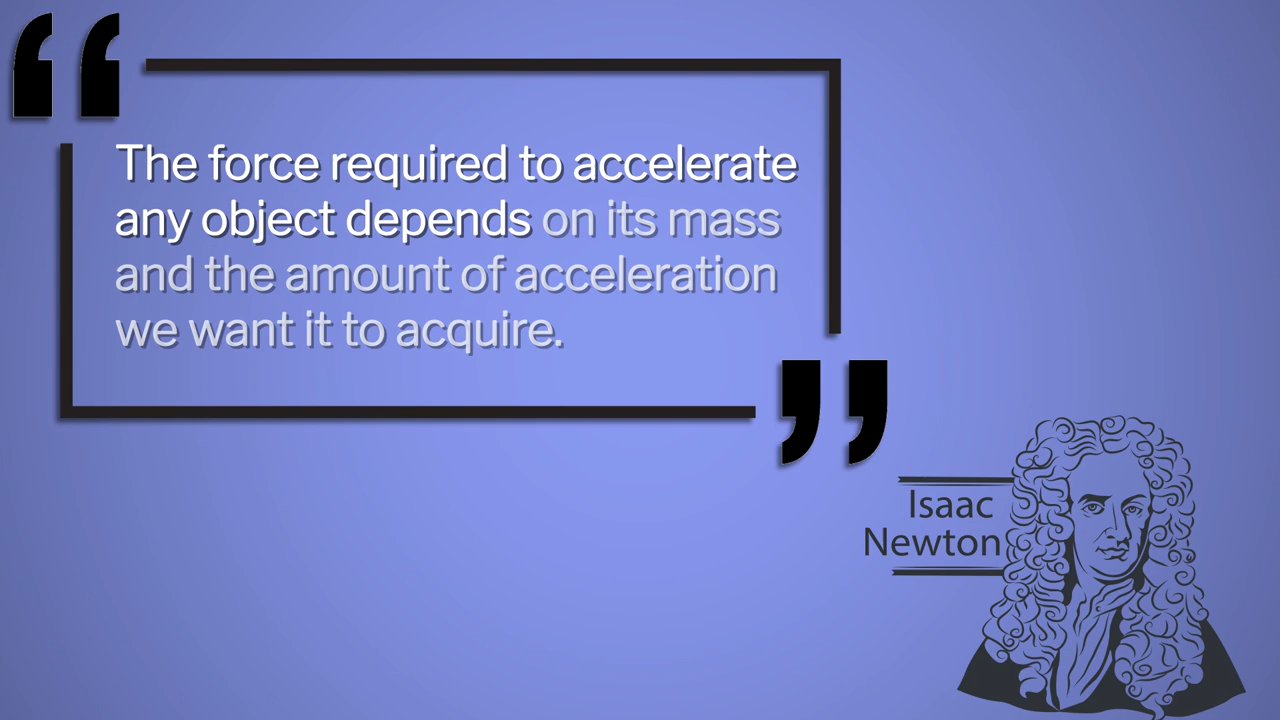 The force required to accelerate
any object depends on its mass
and the amount of acceleration
we want it to acquire.
Isaac
Newton